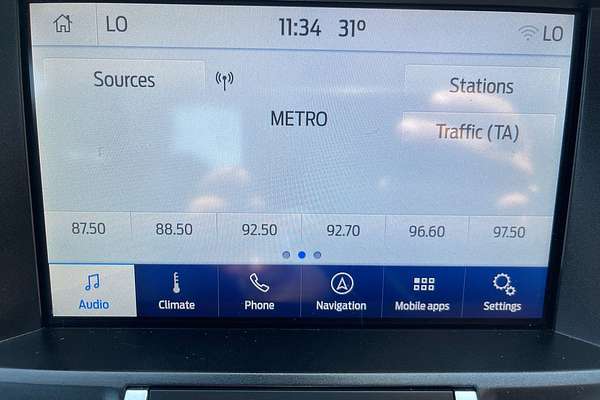 LO 11:34 31º LO
Sources Stations
METRO
Traffic (TA)
87.50 88.50 92.50 92.70 96.60 97.50
Audio Climate Phone Navigation Mobile apps Settings